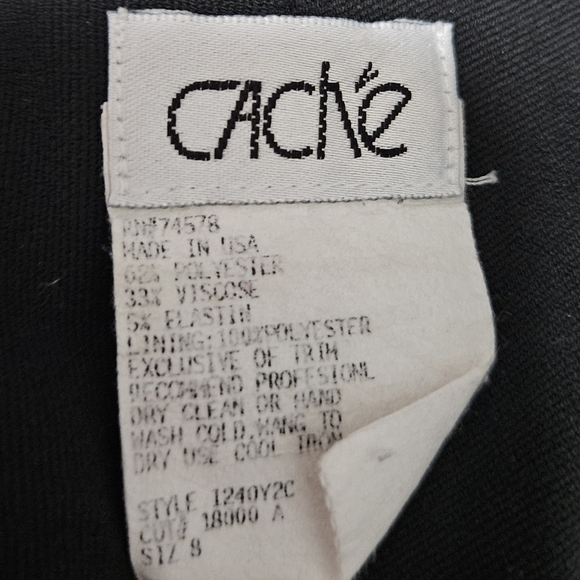 CACHÉ
RN#74578
MADE IN USA
62% POLYESTER
33% VISCOSE
5% ELASTIN
LINING:100%POLYESTER
EXCLUSIVE OF TRIM
RECOMMEND PROFESIONL
DRY CLEAN OR HAND
WASH COLD,HANG TO
DRY USE COOL IRON
STYLE I240Y2C
CUT# 18000 A
SIZ 8